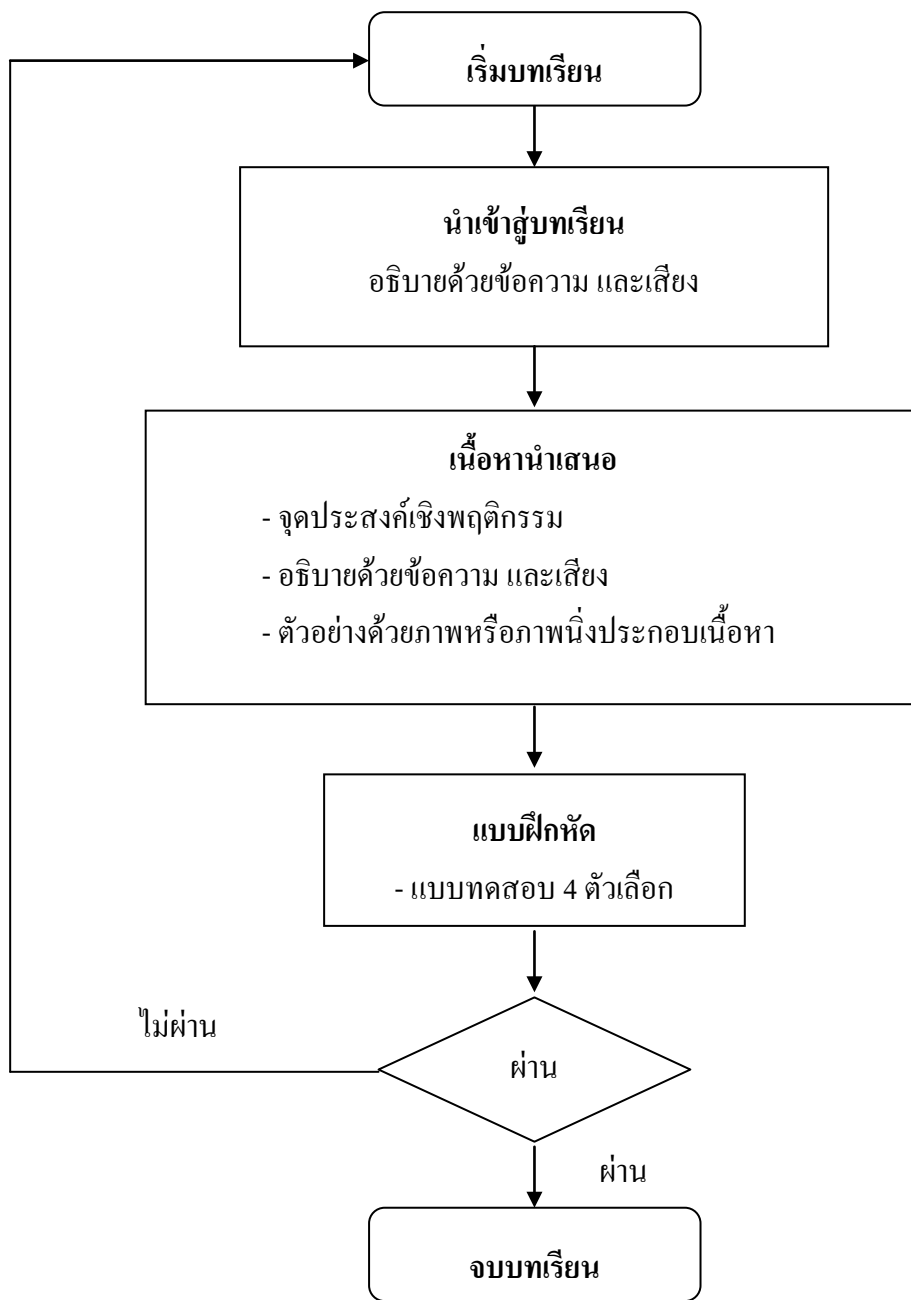 เริ่มบทเรียน
นำเข้าสู่บทเรียน
อธิบายด้วยข้อความ และเสียง
เนื้อหานำเสนอ
- จุดประสงค์เชิงพฤติกรรม
- อธิบายด้วยข้อความ และเสียง
- ตัวอย่างด้วยภาพหรือภาพนิ่งประกอบเนื้อหา
แบบฝึกหัด
- แบบทดสอบ 4 ตัวเลือก
ไม่ผ่าน
ผ่าน
ผ่าน
จบบทเรียน